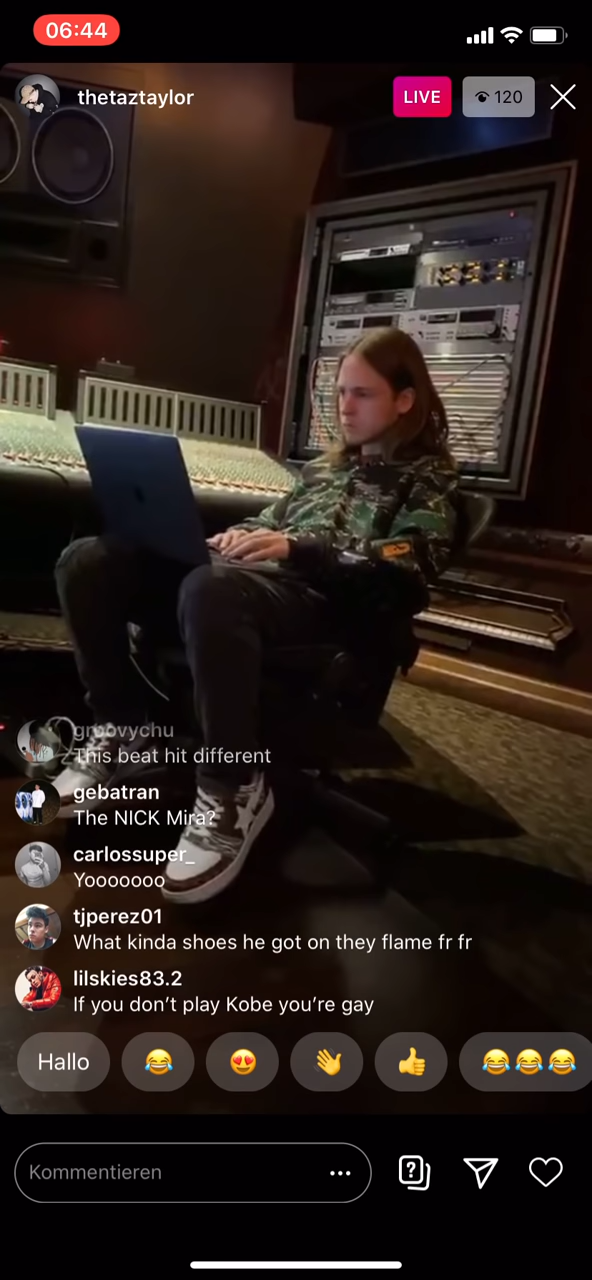 06:44
thetaztaylor
LIVE
120
groovychu
This beat hit different
gebatran
The NICK Mira?
carlossuper_
Yooooooo
tjperez01
What kinda shoes he got on they flame fr fr
lilskies83.2
If you don’t play Kobe you’re gay
Hallo 😂 😍 👋 👍 😂😂😂
Kommentieren